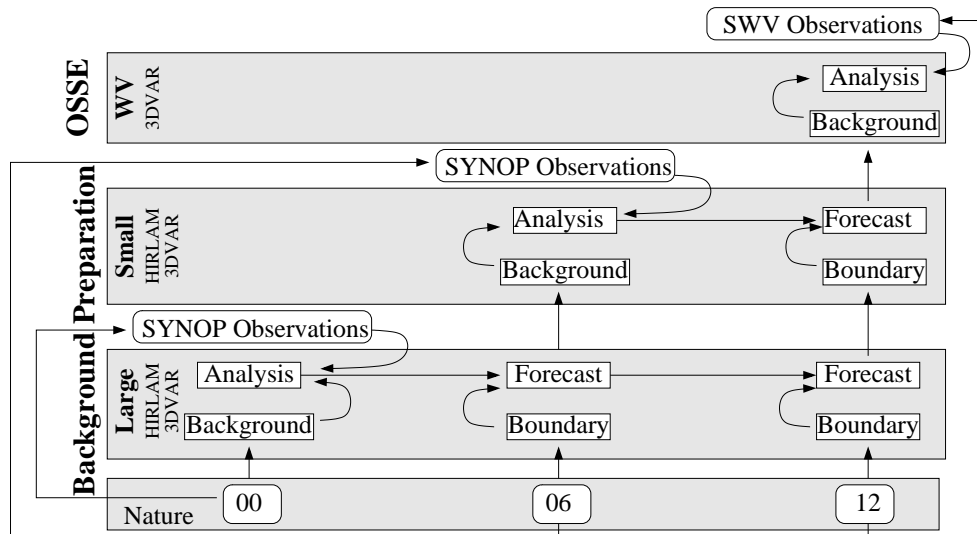 SWV Observations
OSSE
WV
3DVAR
Analysis
Background
SYNOP Observations
Background Preparation
Small
HIRLAM
3DVAR
Analysis
Forecast
Background
Boundary
SYNOP Observations
Large
HIRLAM
3DVAR
Analysis
Forecast
Forecast
Background
Boundary
Boundary
Nature
00
06
12